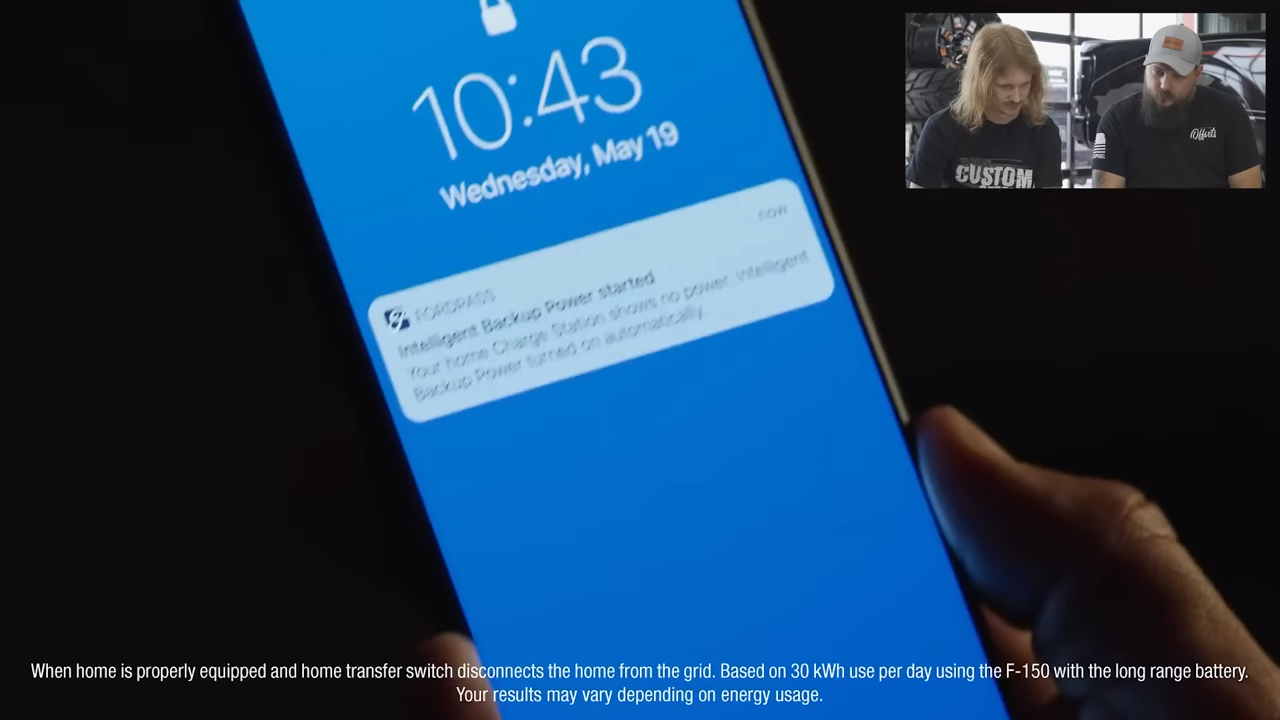 10:43
Wednesday, May 19
FORDPASS
now
Intelligent Backup Power started
Your home Charge Station shows no power. Intelligent
Backup Power turned on automatically.
CUSTOM
Offsets
When home is properly equipped and home transfer switch disconnects the home from the grid. Based on 30 kWh use per day using the F-150 with the long range battery.
Your results may vary depending on energy usage.